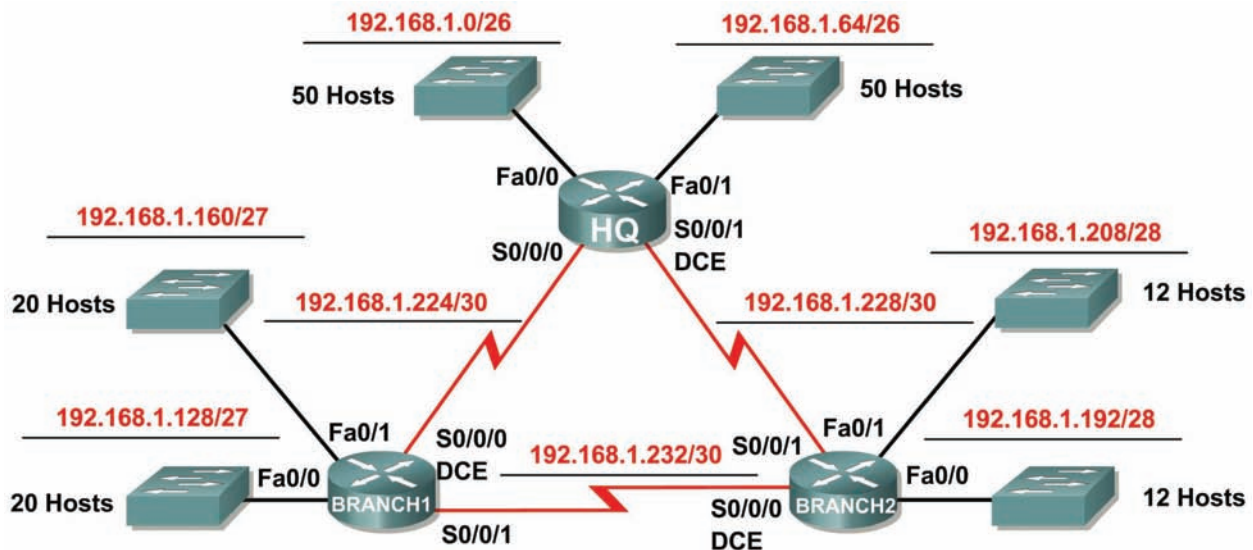 192.168.1.0/26
192.168.1.64/26
50 Hosts
50 Hosts
Fa0/0
Fa0/1
HQ
S0/0/0
S0/0/1
DCE
192.168.1.160/27
192.168.1.208/28
20 Hosts
12 Hosts
192.168.1.224/30
192.168.1.228/30
192.168.1.128/27
192.168.1.192/28
Fa0/1
S0/0/0
DCE
192.168.1.232/30
S0/0/1
Fa0/1
Fa0/0
Fa0/0
20 Hosts
BRANCH1
BRANCH2
12 Hosts
S0/0/1
S0/0/0
DCE